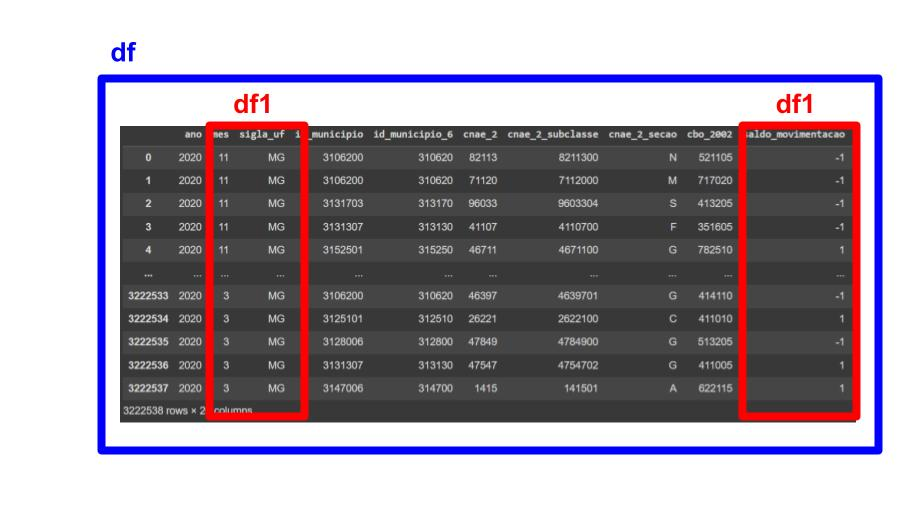 df
df1 df1
ano mes sigla_uf _municipio id_municipio_6 cnae_2 cnae_2_subclasse cnae_2_secao cbo_2002 saldo_movimentacao
0 2020 11 MG 3106200 310620 82113 8211300 N 521105 -1
1 2020 11 MG 3106200 310620 71120 7112000 M 717020 -1
2 2020 11 MG 3131703 313170 96033 9603304 S 413205 -1
3 2020 11 MG 3131307 313130 41107 4110700 F 351605 -1
4 2020 11 MG 3152501 315250 46711 4671100 G 782510 1
... ... ... ... ... ... ... ... ... ... ...
3222533 2020 3 MG 3106200 310620 46397 4639701 G 414110 -1
3222534 2020 3 MG 3125101 312510 26221 2622100 C 411010 1
3222535 2020 3 MG 3128006 312800 47849 4784900 G 513205 -1
3222536 2020 3 MG 3131307 313130 47547 4754702 G 411005 1
3222537 2020 3 MG 3147006 314700 1415 141501 A 622115 1
3222538 rows × columns